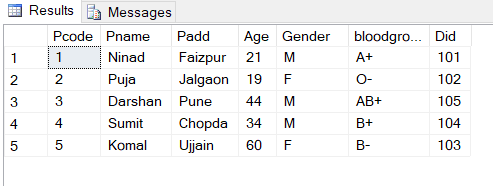 Results Messages
Pcode Pname Padd Age Gender bloodgro... Did
1 1 Ninad Faizpur 21 M A+ 101
2 2 Puja Jalgaon 19 F O- 102
3 3 Darshan Pune 44 M AB+ 105
4 4 Sumit Chopda 34 M B+ 104
5 5 Komal Ujjain 60 F B- 103